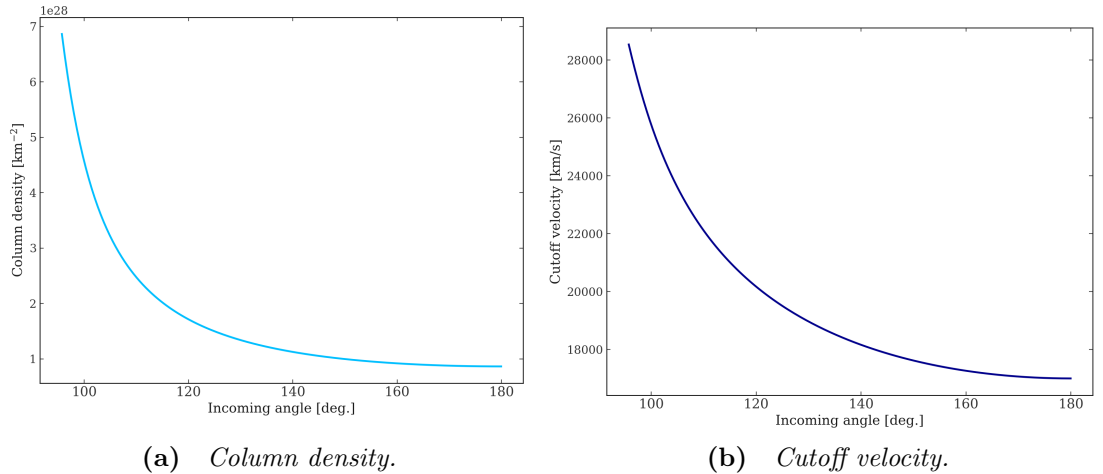 1e28
7
6
5
4
3
2
1
Column density [km⁻²]
100 120 140 160 180
Incoming angle [deg.]
(a) Column density.
28000
26000
24000
22000
20000
18000
Cutoff velocity [km/s]
100 120 140 160 180
Incoming angle [deg.]
(b) Cutoff velocity.